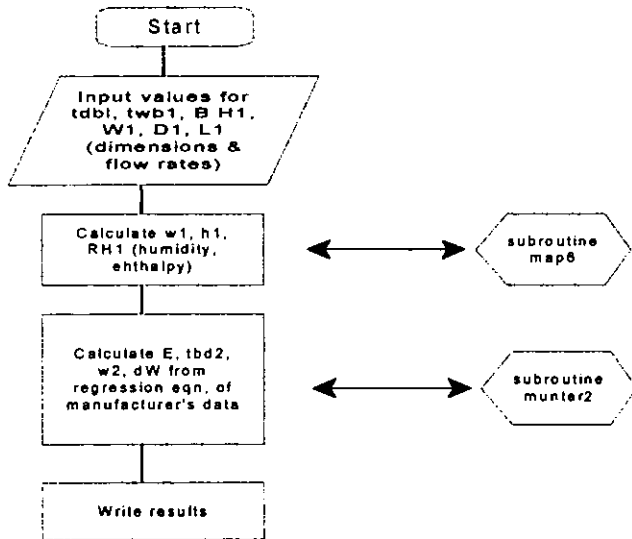 Start
Input values for
tdbl, twb1, B H1,
W1, D1, L1
(dimensions &
flow rates)
Calculate w1, h1,
RH1 (humidity,
ehthalpy)
subroutine
map6
Calculate E, tbd2,
w2, dW from
regression eqn, of
manufacturer's data
subroutine
munter2
Write results